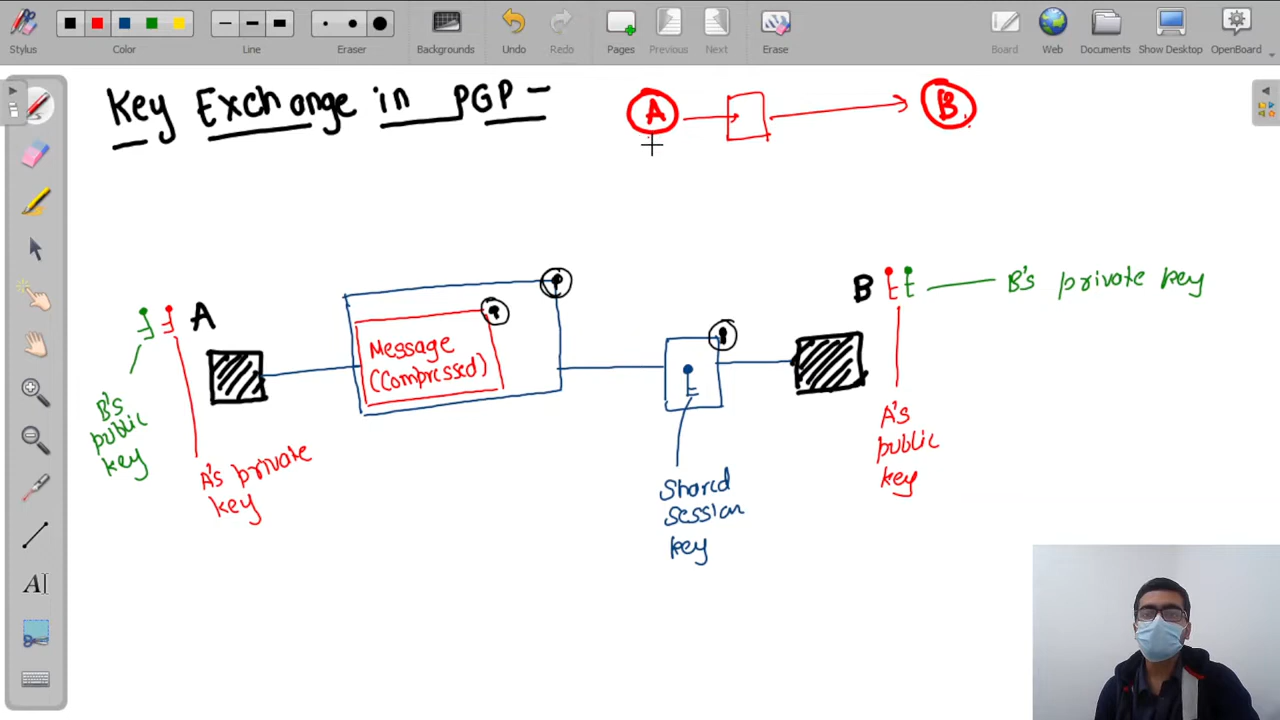 Stylus
Color
Line
Eraser
Backgrounds
Undo
Redo
Pages
Previous
Next
Erase
Board
Web
Documents
Show Desktop
OpenBoard
Key Exchange in PGP -
A
B
A
B's
public
key
A's private
key
Message
(Compressed)
Shared
session
key
B
B's private key
A's
public
key
A